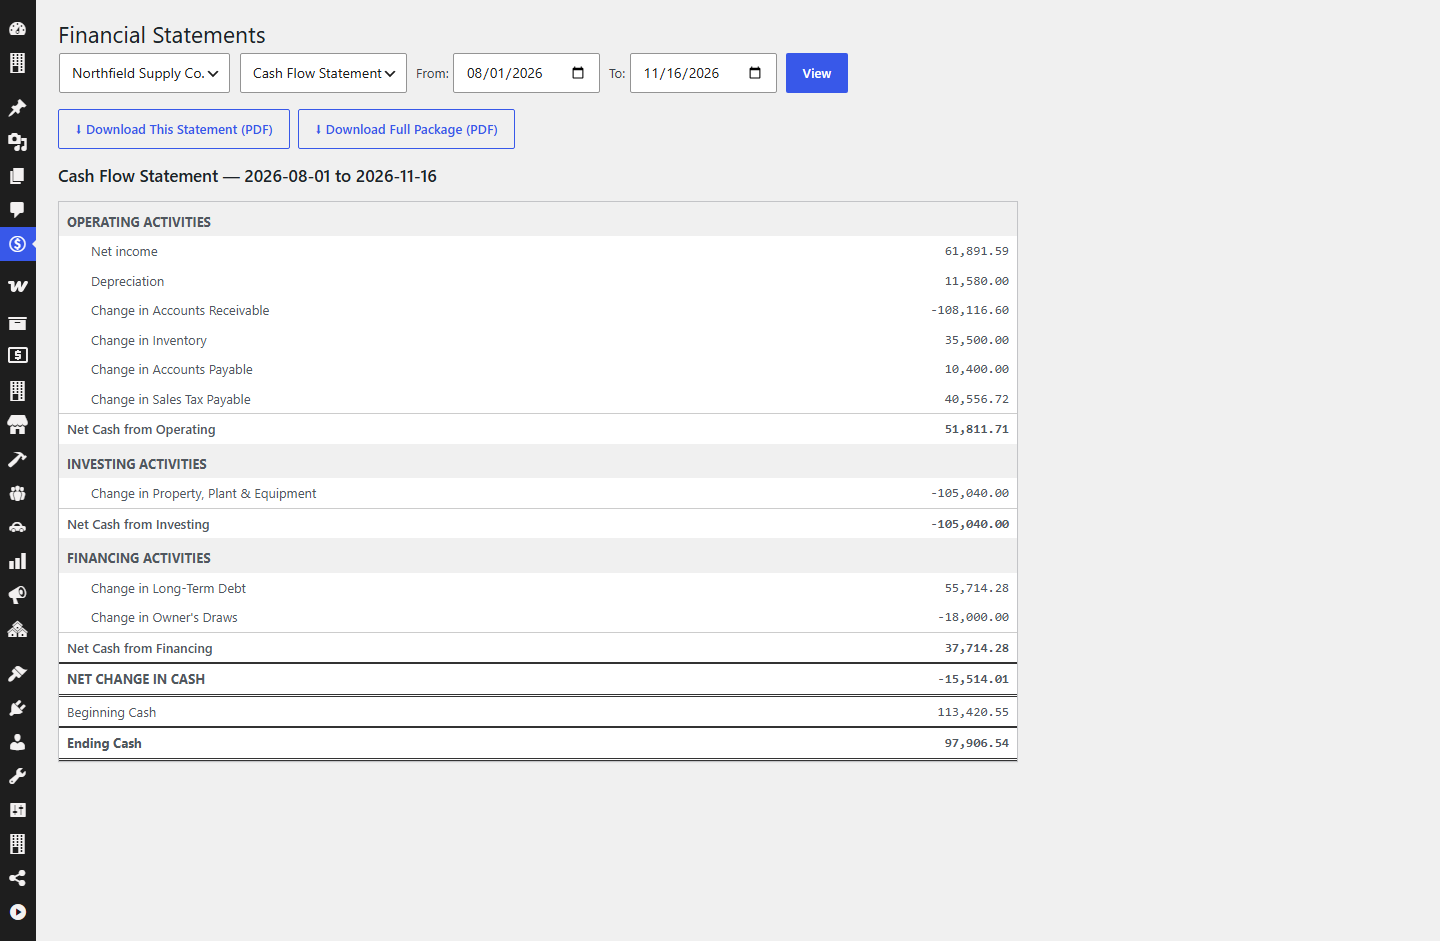 Financial Statements
Northfield Supply Co. Cash Flow Statement From: 08/01/2026 To: 11/16/2026 View
⬇ Download This Statement (PDF) ⬇ Download Full Package (PDF)
Cash Flow Statement — 2026-08-01 to 2026-11-16
OPERATING ACTIVITIES
Net income 61,891.59
Depreciation 11,580.00
Change in Accounts Receivable -108,116.60
Change in Inventory 35,500.00
Change in Accounts Payable 10,400.00
Change in Sales Tax Payable 40,556.72
Net Cash from Operating 51,811.71
INVESTING ACTIVITIES
Change in Property, Plant & Equipment -105,040.00
Net Cash from Investing -105,040.00
FINANCING ACTIVITIES
Change in Long-Term Debt 55,714.28
Change in Owner's Draws -18,000.00
Net Cash from Financing 37,714.28
NET CHANGE IN CASH -15,514.01
Beginning Cash 113,420.55
Ending Cash 97,906.54